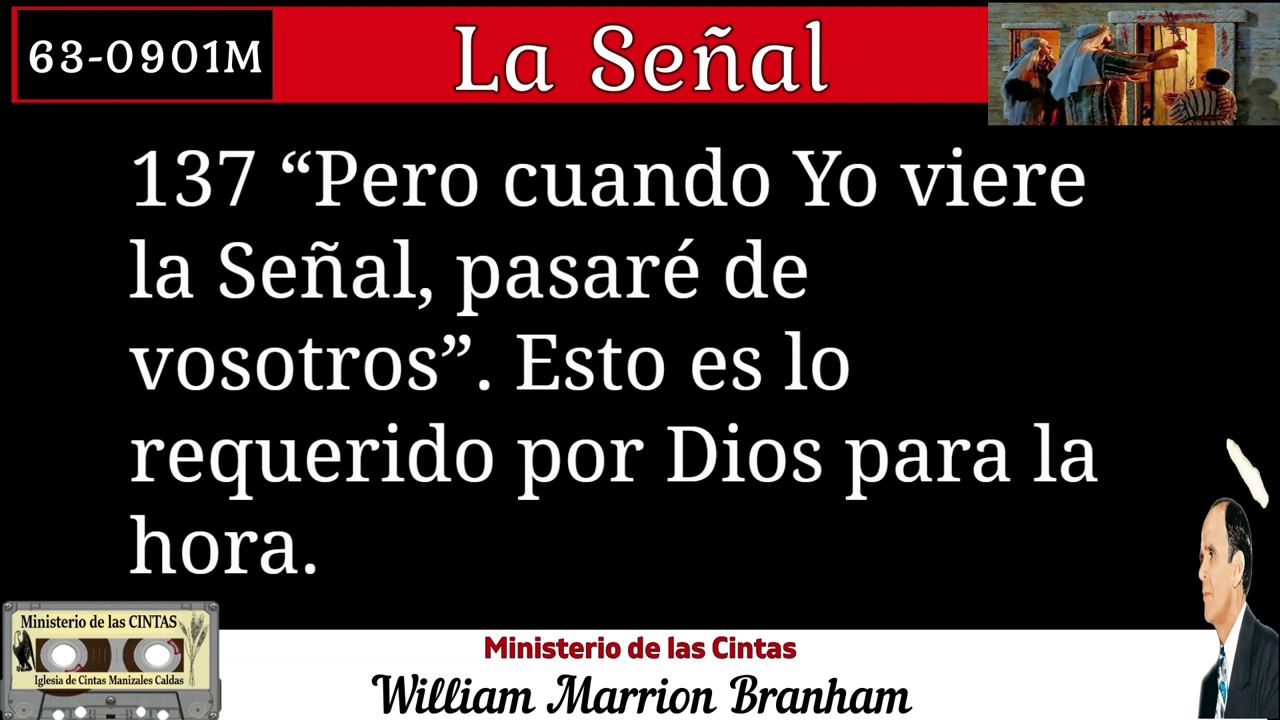 63-0901M
La Señal
137 “Pero cuando Yo viere
la Señal, pasaré de
vosotros”. Esto es lo
requerido por Dios para la
hora.
Ministerio de las CINTAS
Iglesia de Cintas Manizales Caldas
Ministerio de las Cintas
William Marrion Branham